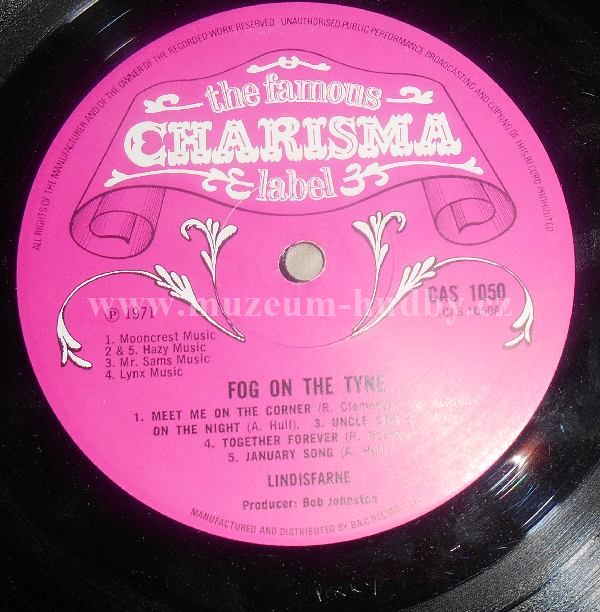 ALL RIGHTS OF THE MANUFACTURER AND OF THE OWNER OF THE RECORDED WORK RESERVED · UNAUTHORISED PUBLIC PERFORMANCE BROADCASTING AND COPYING OF THIS RECORD PROHIBITED
the famous
CHARISMA
label
www.muzeum-hudby.cz
℗ 1971
CAS 1050
(CAS 1050A)
1. Mooncrest Music
2 & 5. Hazy Music
3. Mr. Sams Music
4. Lynx Music
FOG ON THE TYNE
1. MEET ME ON THE CORNER (R.
ON THE NIGHT (A. Hull). 3. UNCLE
4. TOGETHER FOREVER (R.
5. JANUARY SONG (A.
LINDISFARNE
Producer: Bob Johnston
MANUFACTURED AND DISTRIBUTED BY B&C